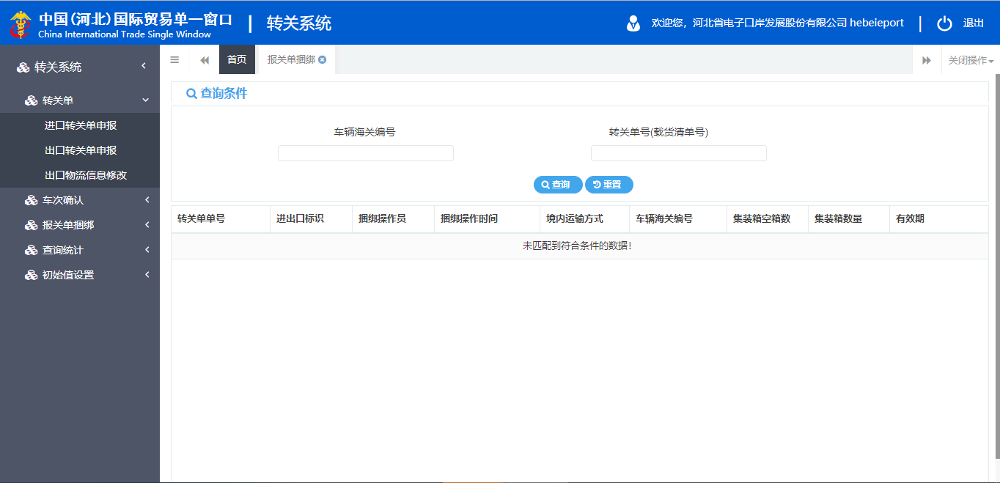 中国(河北)国际贸易单一窗口
China International Trade Single Window
转关系统
欢迎您，河北省电子口岸发展股份有限公司 hebeieport
退出
转关系统
转关单
进口转关单申报
出口转关单申报
出口物流信息修改
车次确认
报关单捆绑
查询统计
初始值设置
首页
报关单捆绑
关闭操作
查询条件
车辆海关编号
转关单号(载货清单号)
查询
重置
转关单单号 进出口标识 捆绑操作员 捆绑操作时间 境内运输方式 车辆海关编号 集装箱空箱数 集装箱数量 有效期
未匹配到符合条件的数据!